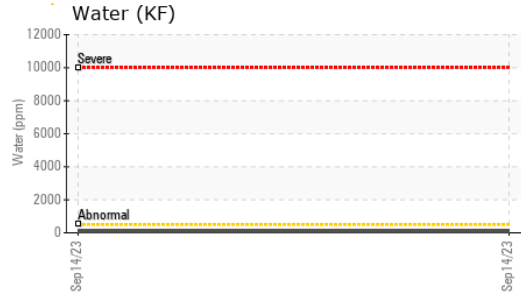 Water (KF)
12000
Severe
10000
8000
Water (ppm)
6000
4000
2000
Abnormal
0
Sep14/23
Sep14/23